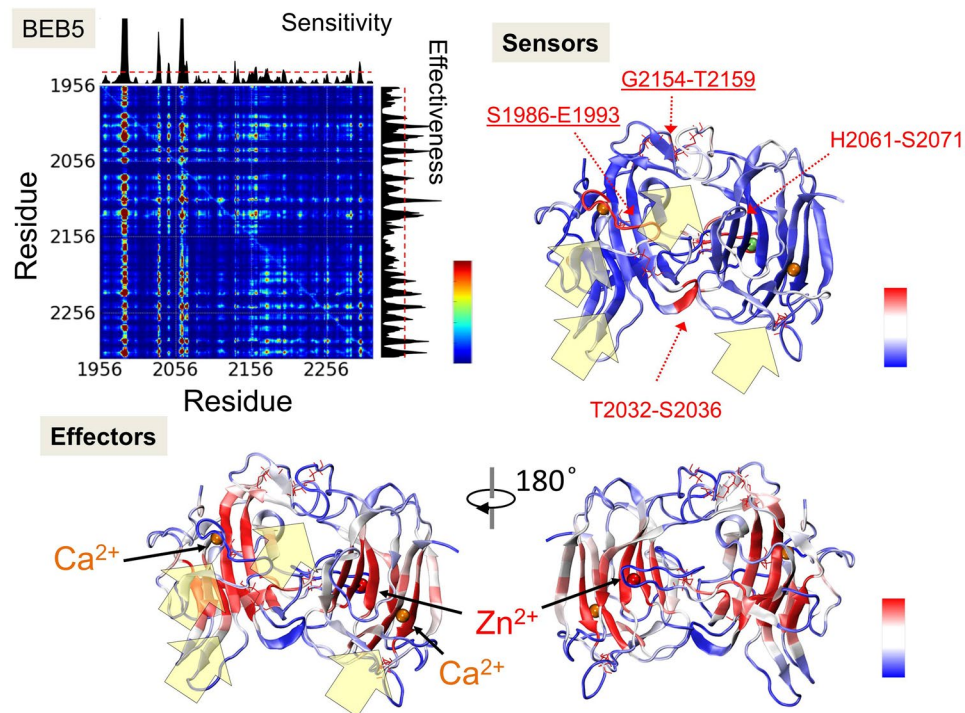 BEB5
Sensitivity
Effectiveness
1956
2056
2156
2256
Residue
1956 2056 2156 2256
Residue
Sensors
G2154-T2159
S1986-E1993
H2061-S2071
T2032-S2036
Effectors
180°
Ca²⁺
Zn²⁺
Ca²⁺